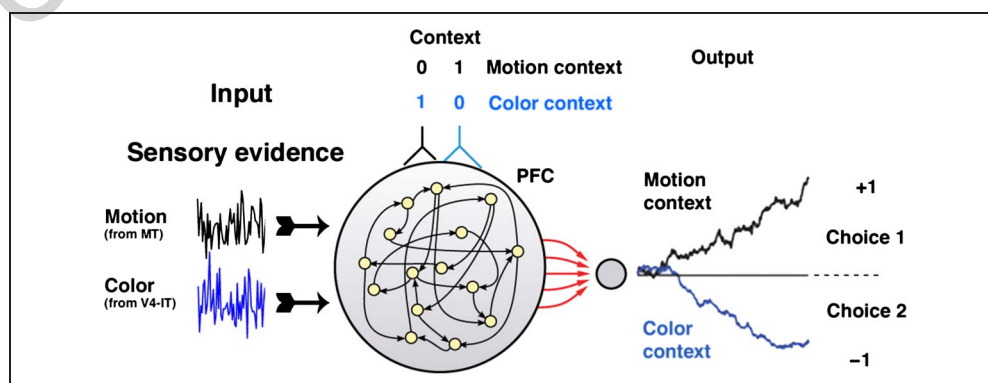 Context
0 1 Motion context
1 0 Color context
Output
Input
Sensory evidence
PFC
Motion
(from MT)
Color
(from V4-IT)
Motion
context
+1
Choice 1
Choice 2
Color
context
−1